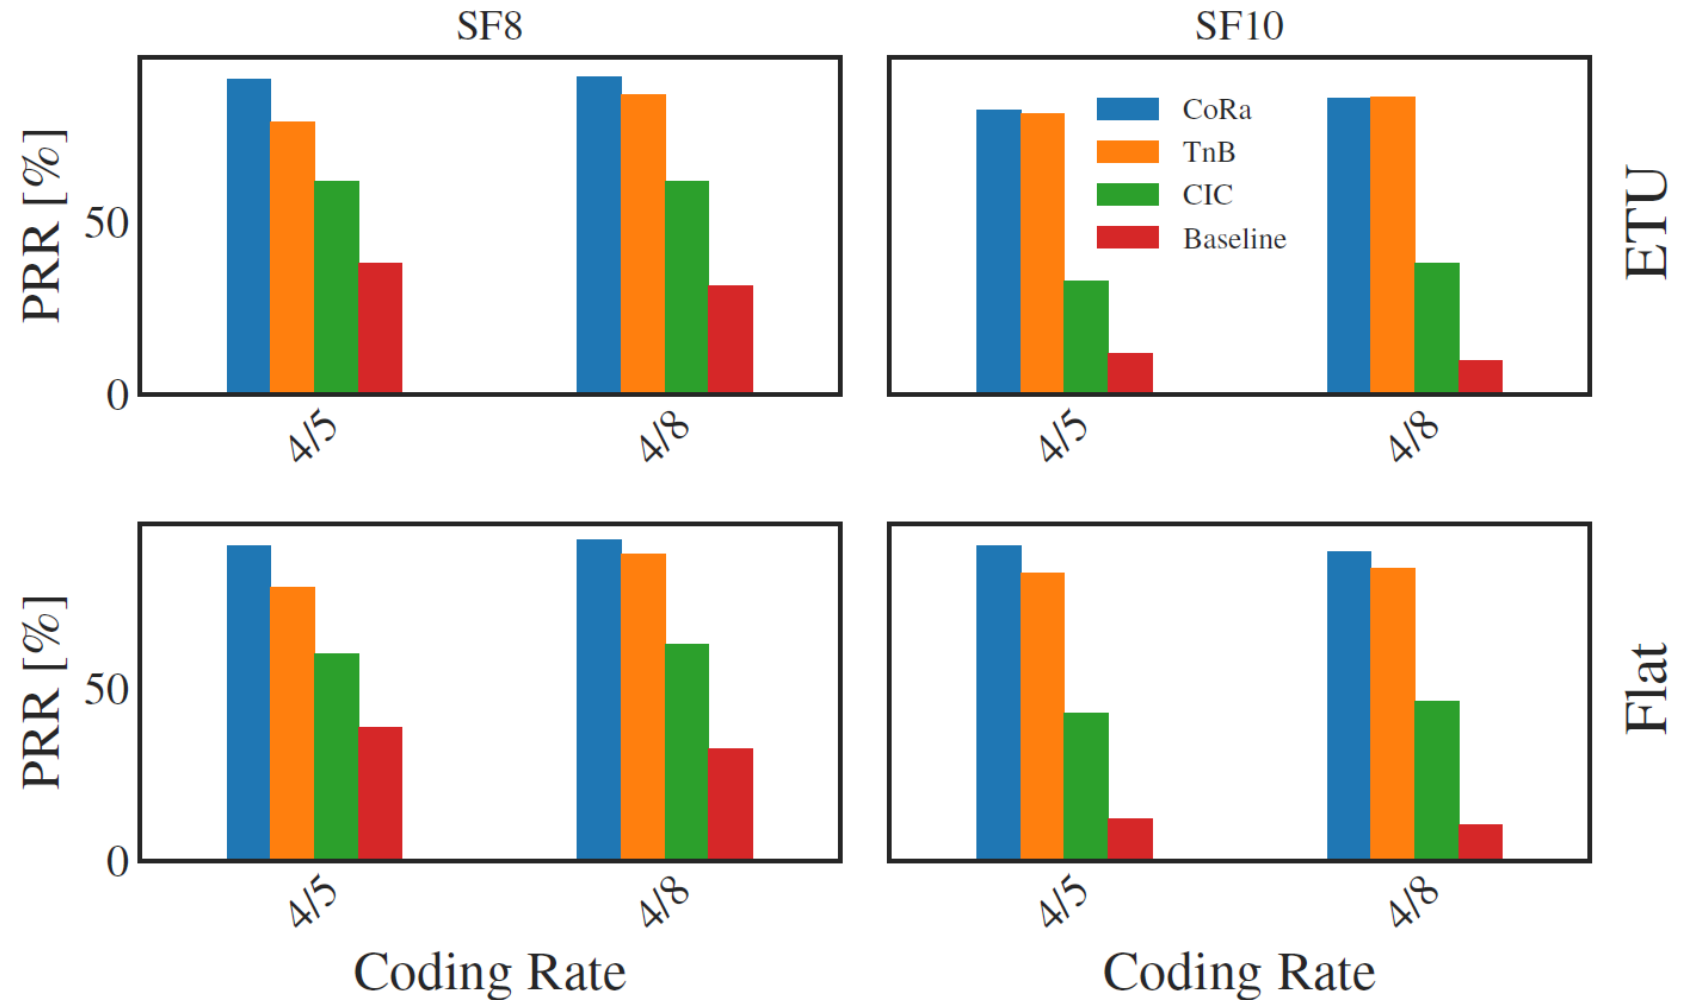 SF8
SF10
PRR [%]
50
0
4/5
4/8
CoRa
TnB
CIC
Baseline
4/5
4/8
ETU
PRR [%]
50
0
4/5
4/8
Coding Rate
4/5
4/8
Coding Rate
Flat